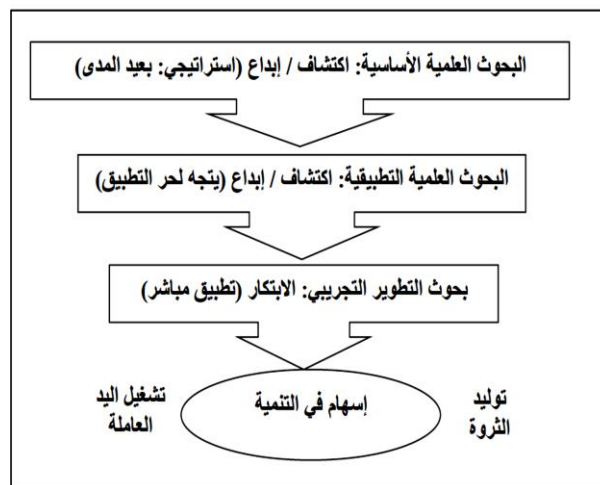 البحوث العلمية الأساسية: اكتشاف / إبداع (استراتيجي: بعيد المدى)
البحوث العلمية التطبيقية: اكتشاف / إبداع (يتجه لحر التطبيق)
بحوث التطوير التجريبي: الابتكار (تطبيق مباشر)
إسهام في التنمية
توليد
الثروة
تشغيل اليد
العاملة